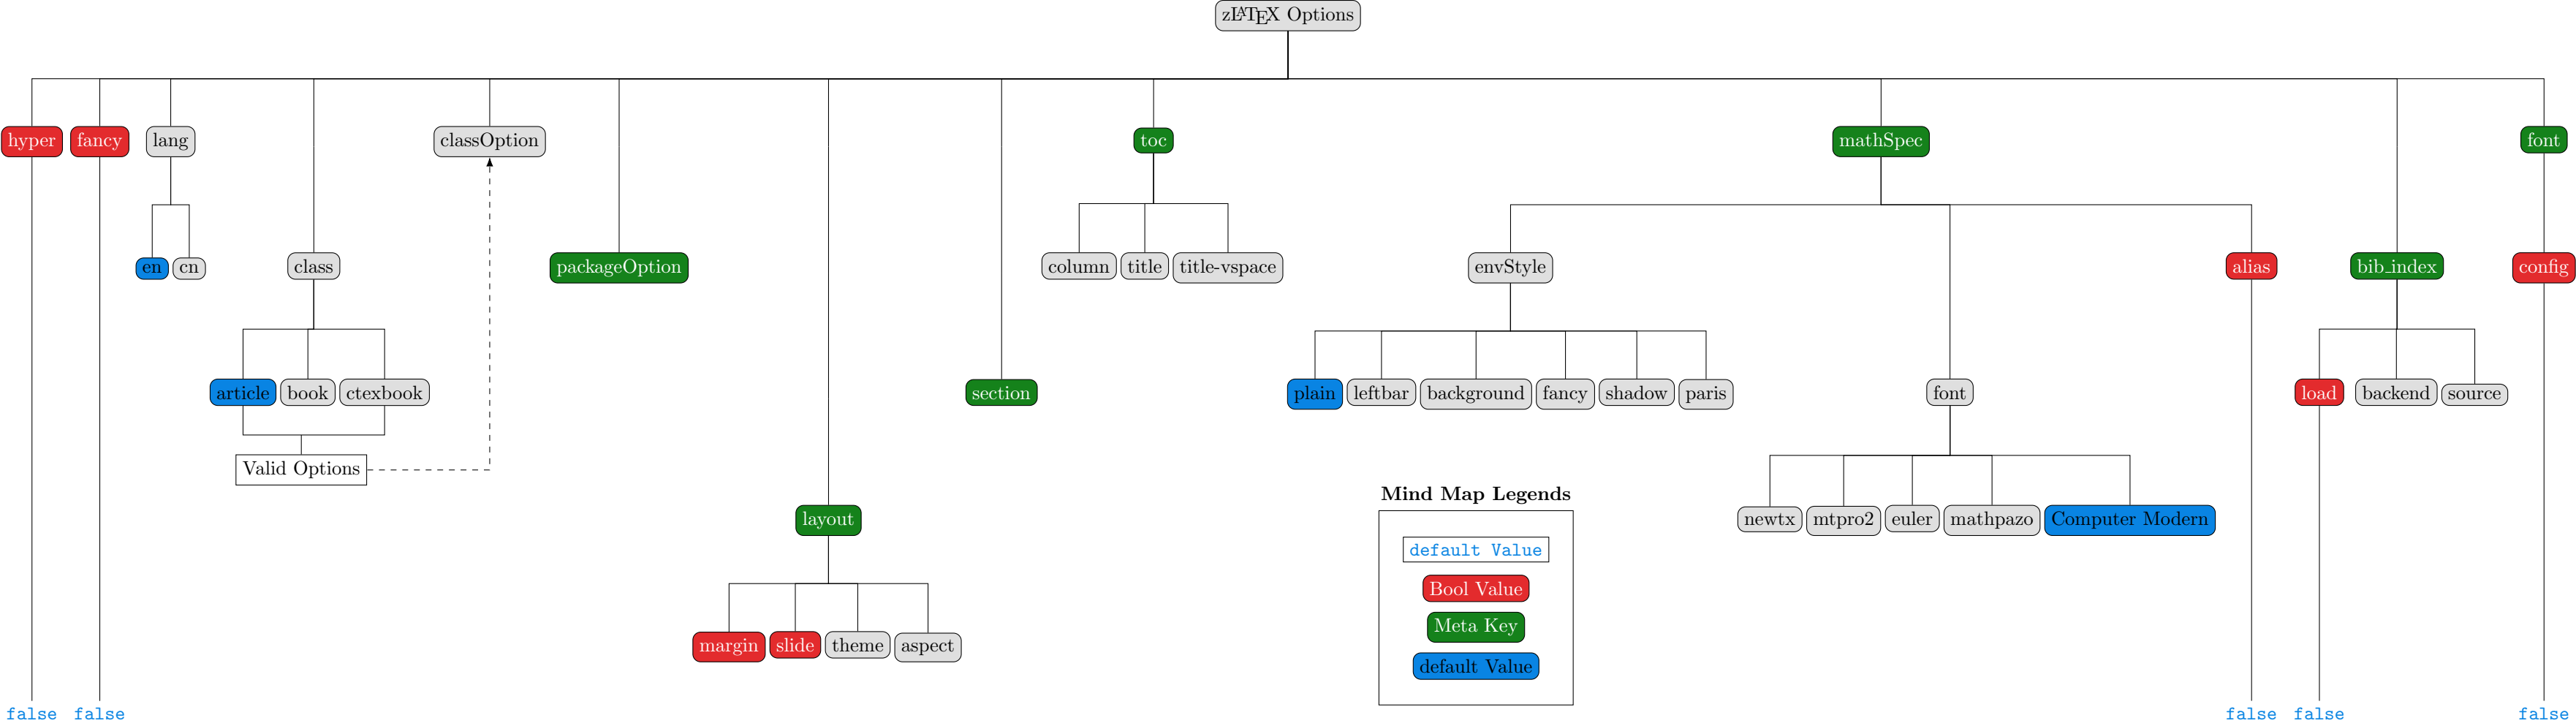 zLATEX Options
hyper fancy lang classOption toc mathSpec font
en cn class packageOption column title title-vspace envStyle alias bib_index config
article book ctexbook section plain leftbar background fancy shadow paris font load backend source
Valid Options
Mind Map Legends
layout newtx mtpro2 euler mathpazo Computer Modern
default Value
Bool Value
Meta Key
margin slide theme aspect
default Value
false false false false false